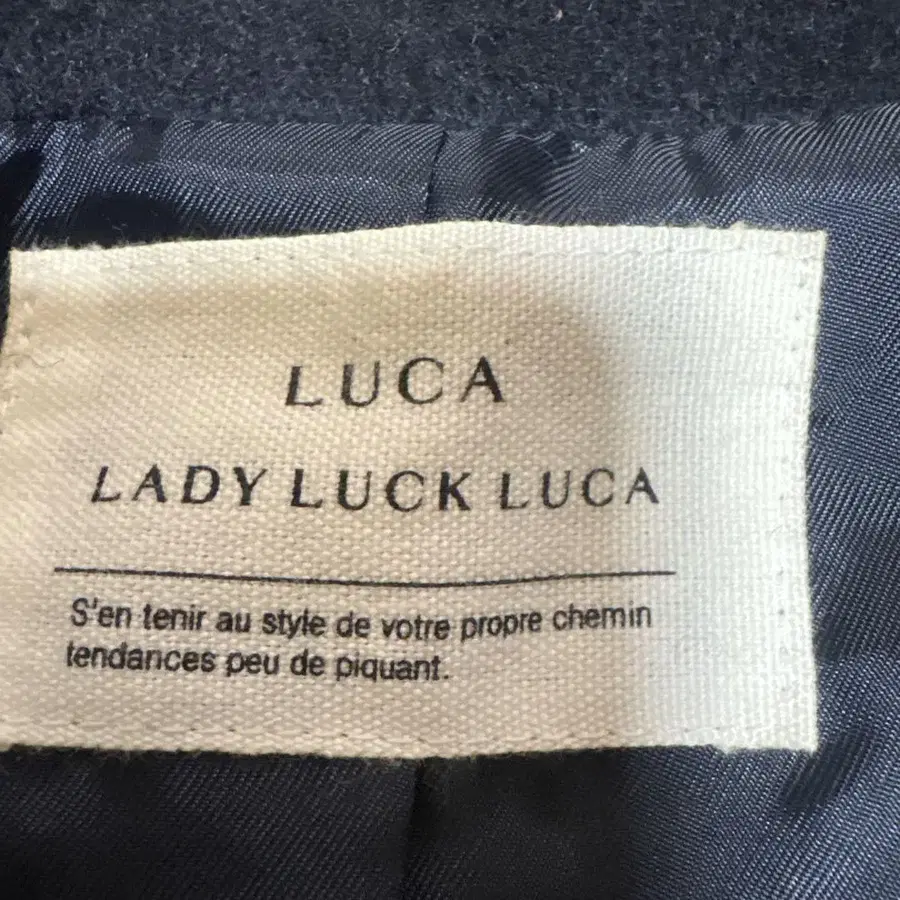 LUCA
LADY LUCK LUCA
S'en tenir au style de votre propre chemin
tendances peu de piquant.